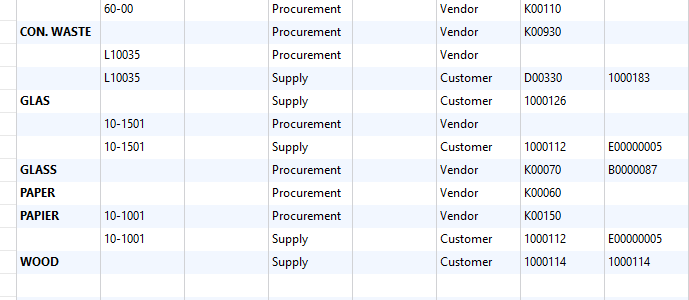 60-00 Procurement Vendor K00110
CON. WASTE Procurement Vendor K00930
L10035 Procurement Vendor
L10035 Supply Customer D00330 1000183
GLAS Supply Customer 1000126
10-1501 Procurement Vendor
10-1501 Supply Customer 1000112 E00000005
GLASS Procurement Vendor K00070 B0000087
PAPER Procurement Vendor K00060
PAPIER 10-1001 Procurement Vendor K00150
10-1001 Supply Customer 1000112 E00000005
WOOD Supply Customer 1000114 1000114